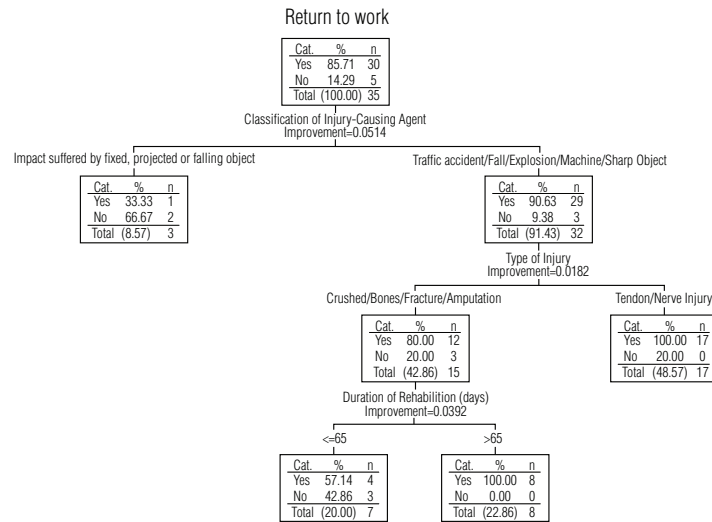 Return to work
Cat. % n
Yes 85.71 30
No 14.29 5
Total (100.00) 35
Classification of Injury-Causing Agent
Improvement=0.0514
Impact suffered by fixed, projected or falling object
Cat. % n
Yes 33.33 1
No 66.67 2
Total (8.57) 3
Traffic accident/Fall/Explosion/Machine/Sharp Object
Cat. % n
Yes 90.63 29
No 9.38 3
Total (91.43) 32
Type of Injury
Improvement=0.0182
Crushed/Bones/Fracture/Amputation
Cat. % n
Yes 80.00 12
No 20.00 3
Total (42.86) 15
Tendon/Nerve Injury
Cat. % n
Yes 100.00 17
No 20.00 0
Total (48.57) 17
Duration of Rehabilition (days)
Improvement=0.0392
<=65
Cat. % n
Yes 57.14 4
No 42.86 3
Total (20.00) 7
>65
Cat. % n
Yes 100.00 8
No 0.00 0
Total (22.86) 8